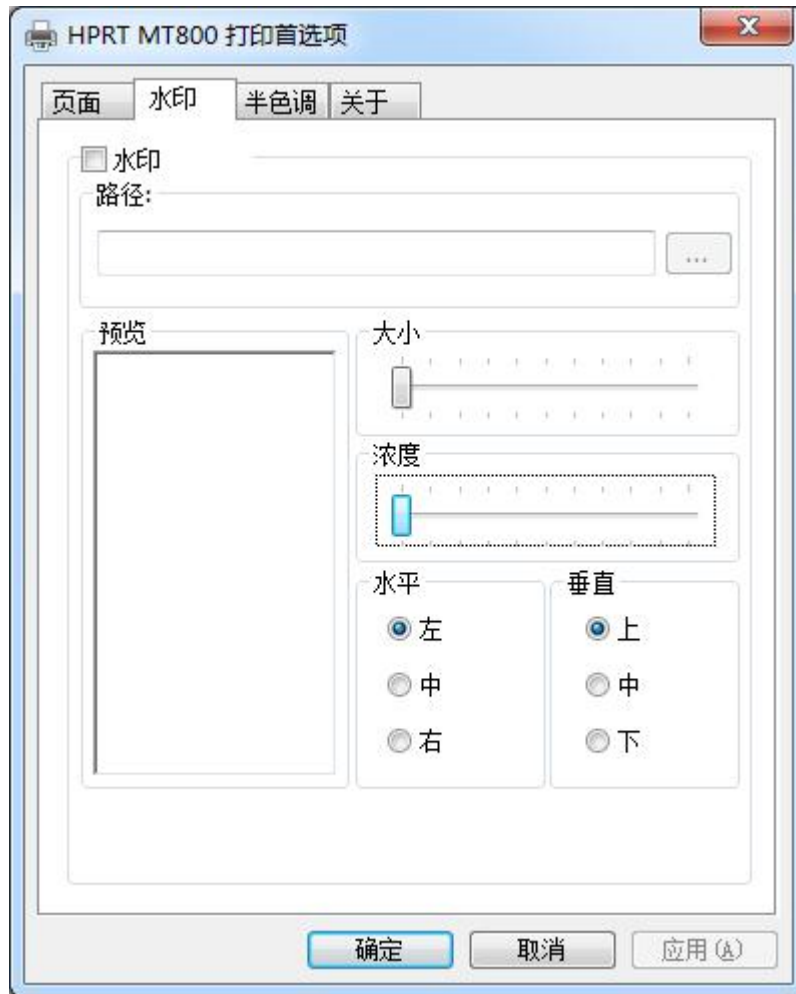 HPRT MT800 打印首选项
页面 水印 半色调 关于
水印
路径:
...
预览
大小
浓度
水平 垂直
左 上
中 中
右 下
确定 取消 应用(A)